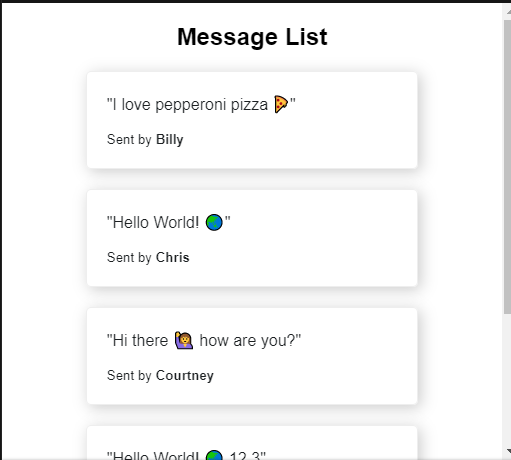 Message List
"I love pepperoni pizza 🍕"
Sent by Billy
"Hello World! 🌏"
Sent by Chris
"Hi there 🙋 how are you?"
Sent by Courtney
"Hello World! 🌏 12.3"